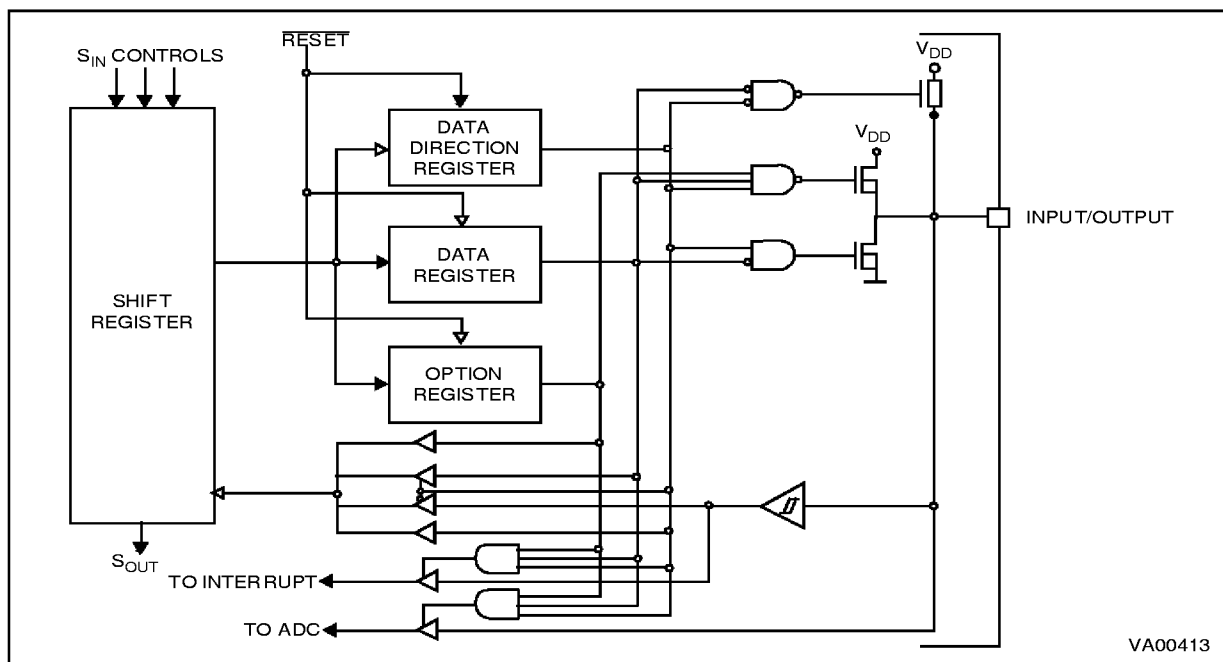 S_IN CONTROLS
RESET
V_DD
DATA
DIRECTION
REGISTER
V_DD
INPUT/OUTPUT
DATA
REGISTER
SHIFT
REGISTER
OPTION
REGISTER
S_OUT
TO INTERRUPT
TO ADC
VA00413